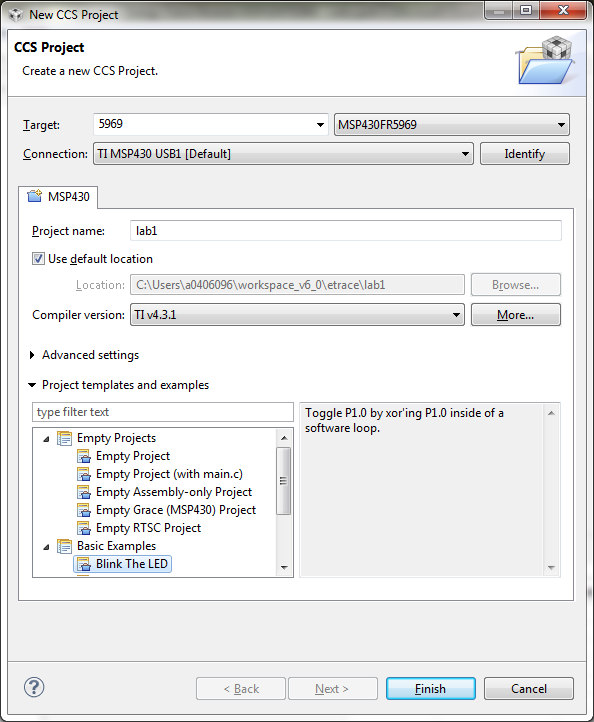 New CCS Project
CCS Project
Create a new CCS Project.
Target: 5969 MSP430FR5969
Connection: TI MSP430 USB1 [Default] Identify
MSP430
Project name: lab1
Use default location
Location: C:\Users\a0406096\workspace_v6_0\etrace\lab1 Browse...
Compiler version: TI v4.3.1 More...
Advanced settings
Project templates and examples
type filter text
Empty Projects
Empty Project
Empty Project (with main.c)
Empty Assembly-only Project
Empty Grace (MSP430) Project
Empty RTSC Project
Basic Examples
Blink The LED
Toggle P1.0 by xor'ing P1.0 inside of a
software loop.
? < Back Next > Finish Cancel